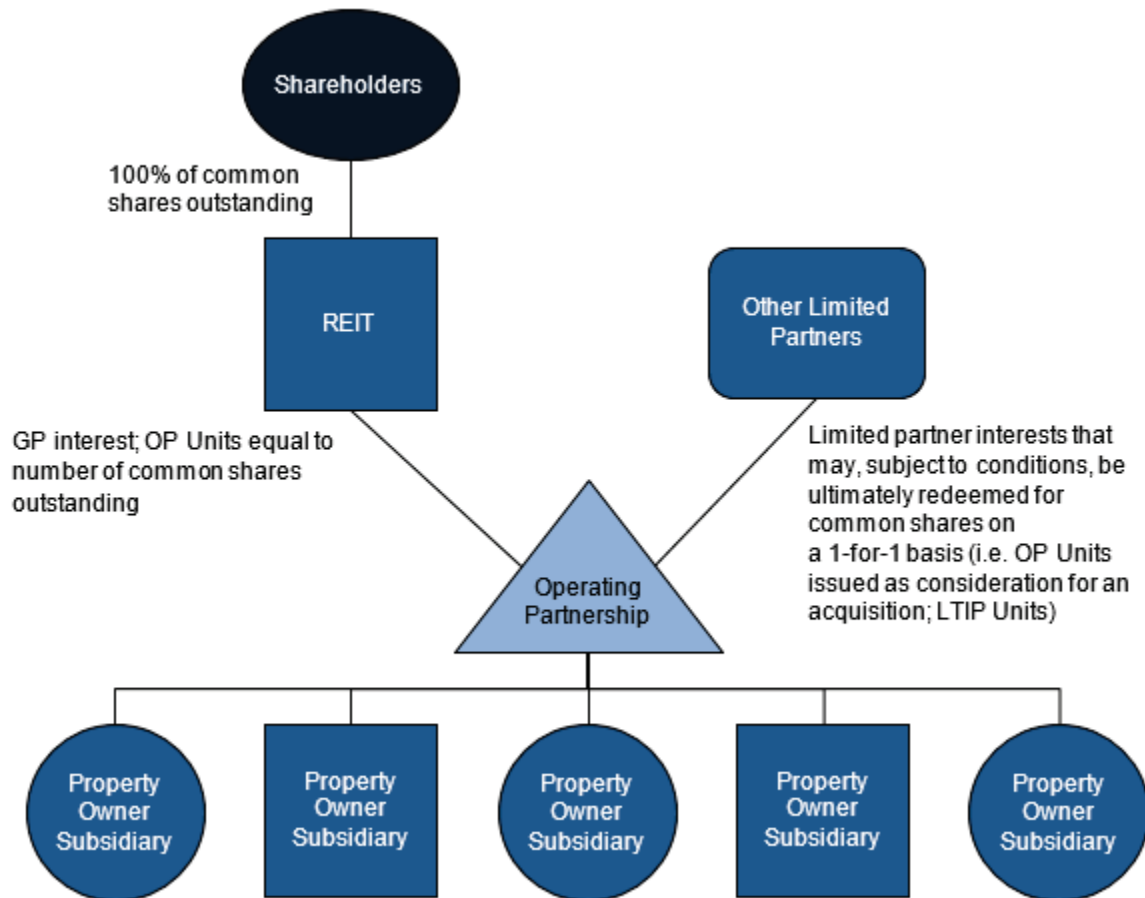 Shareholders
100% of common
shares outstanding
REIT
Other Limited
Partners
GP interest; OP Units equal to
number of common shares
outstanding
Limited partner interests that
may, subject to conditions, be
ultimately redeemed for
common shares on
a 1-for-1 basis (i.e. OP Units
issued as consideration for an
acquisition; LTIP Units)
Operating
Partnership
Property
Owner
Subsidiary
Property
Owner
Subsidiary
Property
Owner
Subsidiary
Property
Owner
Subsidiary
Property
Owner
Subsidiary